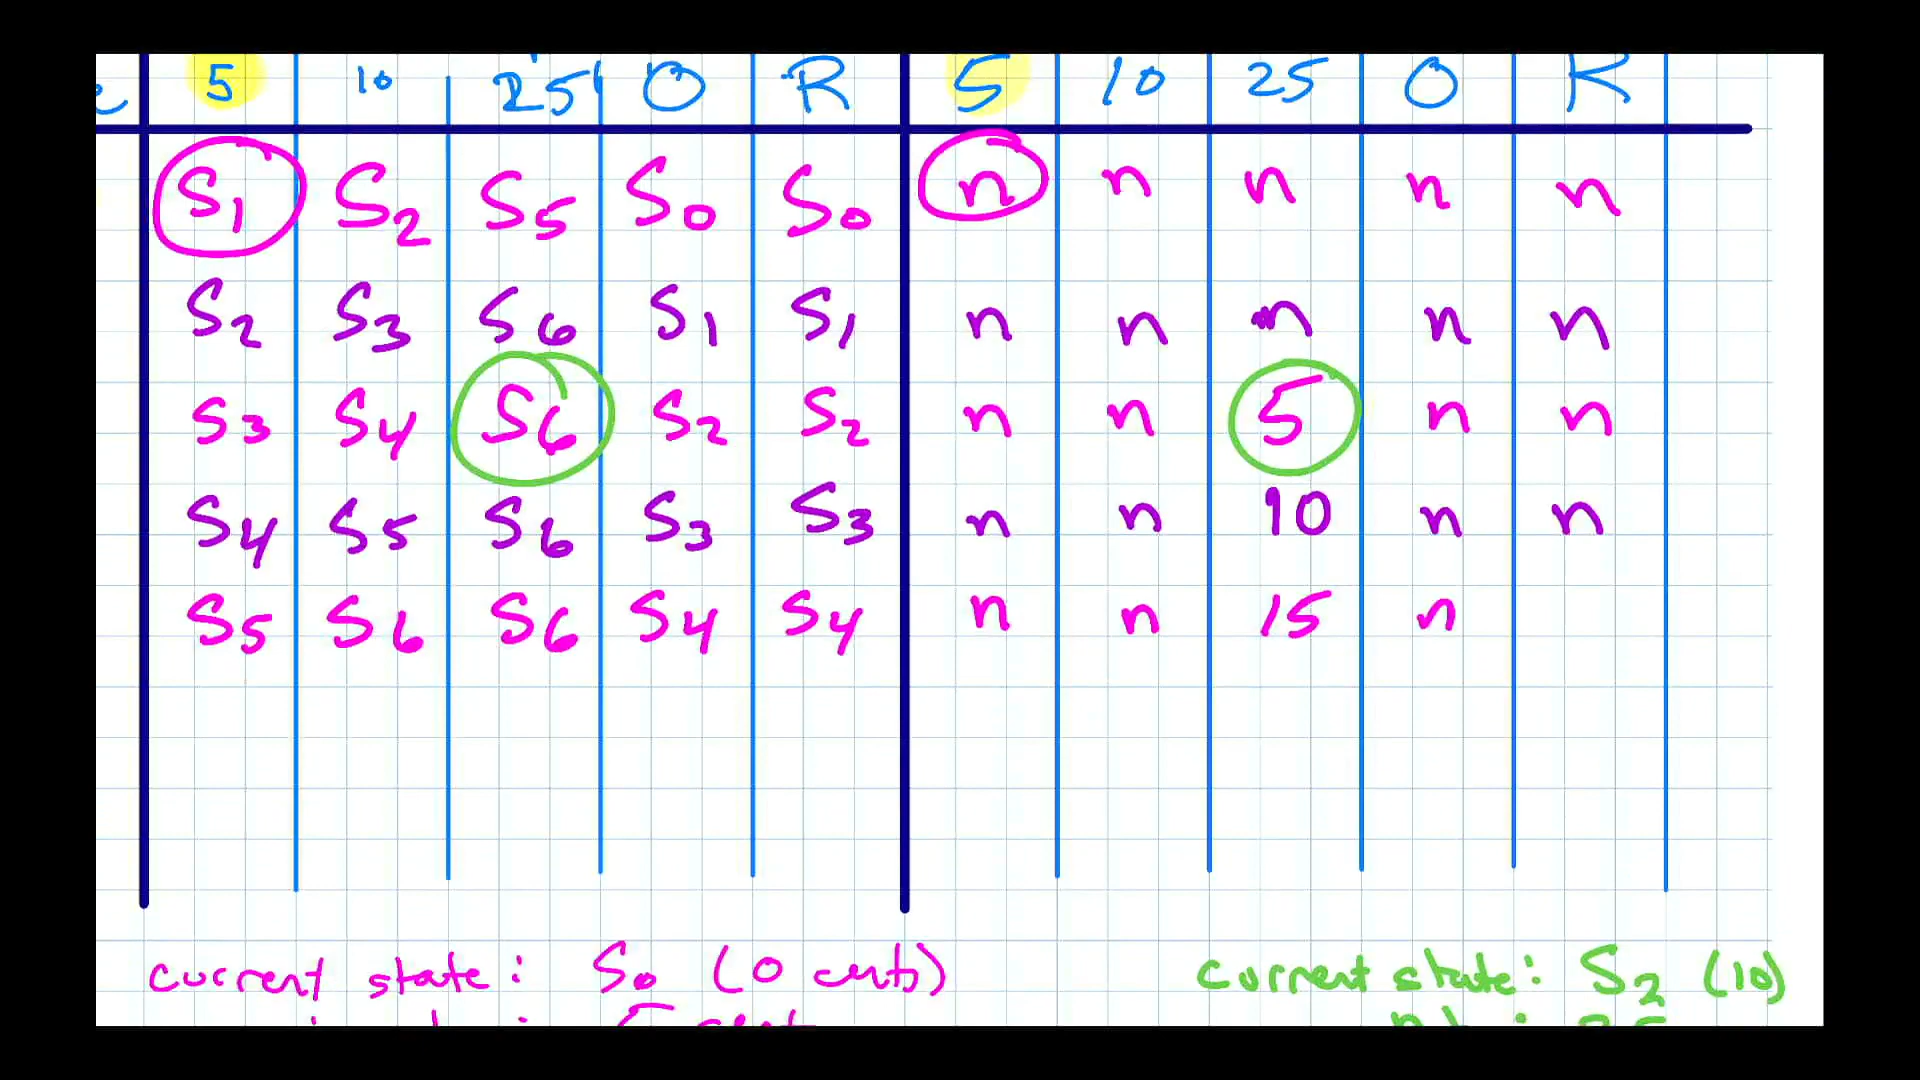 5 10 25 O R 5 10 25 O R
S1 S2 S5 S0 S0 n n n n n
S2 S3 S6 S1 S1 n n n n n
S3 S4 S6 S2 S2 n n 5 n n
S4 S5 S6 S3 S3 n n 10 n n
S5 S6 S6 S4 S4 n n 15 n
current state: S0 (0 cents) current state: S2 (10)